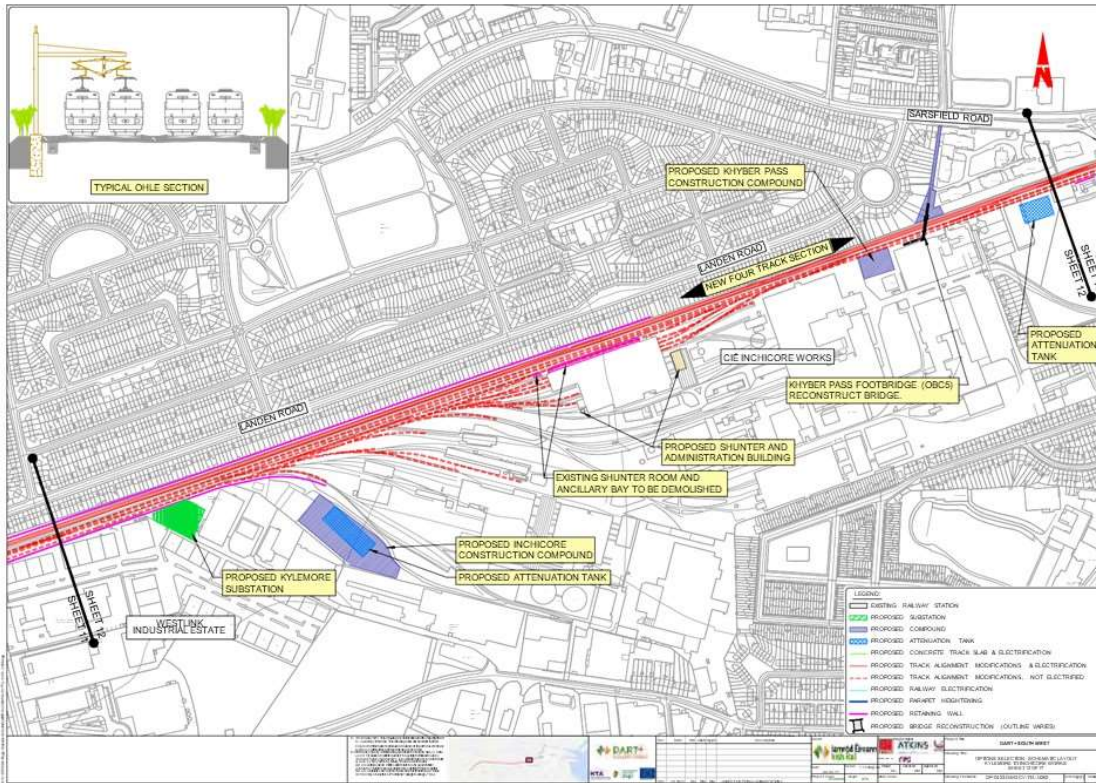 TYPICAL OHLE SECTION
N
SARSFIELD ROAD
PROPOSED KHYBER PASS
CONSTRUCTION COMPOUND
LANDEN ROAD
NEW FOUR TRACK SECTION
SHEET 12
PROPOSED
ATTENUATION
TANK
CIÉ INCHICORE WORKS
KHYBER PASS FOOTBRIDGE (OBC5)
RECONSTRUCT BRIDGE.
LANDEN ROAD
PROPOSED SHUNTER AND
ADMINISTRATION BUILDING
EXISTING SHUNTER ROOM AND
ANCILLARY BAY TO BE DEMOLISHED
PROPOSED INCHICORE
CONSTRUCTION COMPOUND
PROPOSED ATTENUATION TANK
PROPOSED KYLEMORE
SUBSTATION
SHEET 12
WESTLINK
INDUSTRIAL ESTATE
LEGEND:
EXISTING RAILWAY STATION
PROPOSED SUBSTATION
PROPOSED COMPOUND
PROPOSED ATTENUATION TANK
PROPOSED CONCRETE TRACK SLAB & ELECTRIFICATION
PROPOSED TRACK ALIGNMENT MODIFICATIONS & ELECTRIFICATION
PROPOSED TRACK ALIGNMENT MODIFICATIONS, NOT ELECTRIFIED
PROPOSED RAILWAY ELECTRIFICATION
PROPOSED PARAPET HEIGHTENING
PROPOSED RETAINING WALL
PROPOSED BRIDGE RECONSTRUCTION (OUTLINE VARIES)
DART+
Iarnród Éireann
Irish Rail
ATKINS
DART+ SOUTH WEST